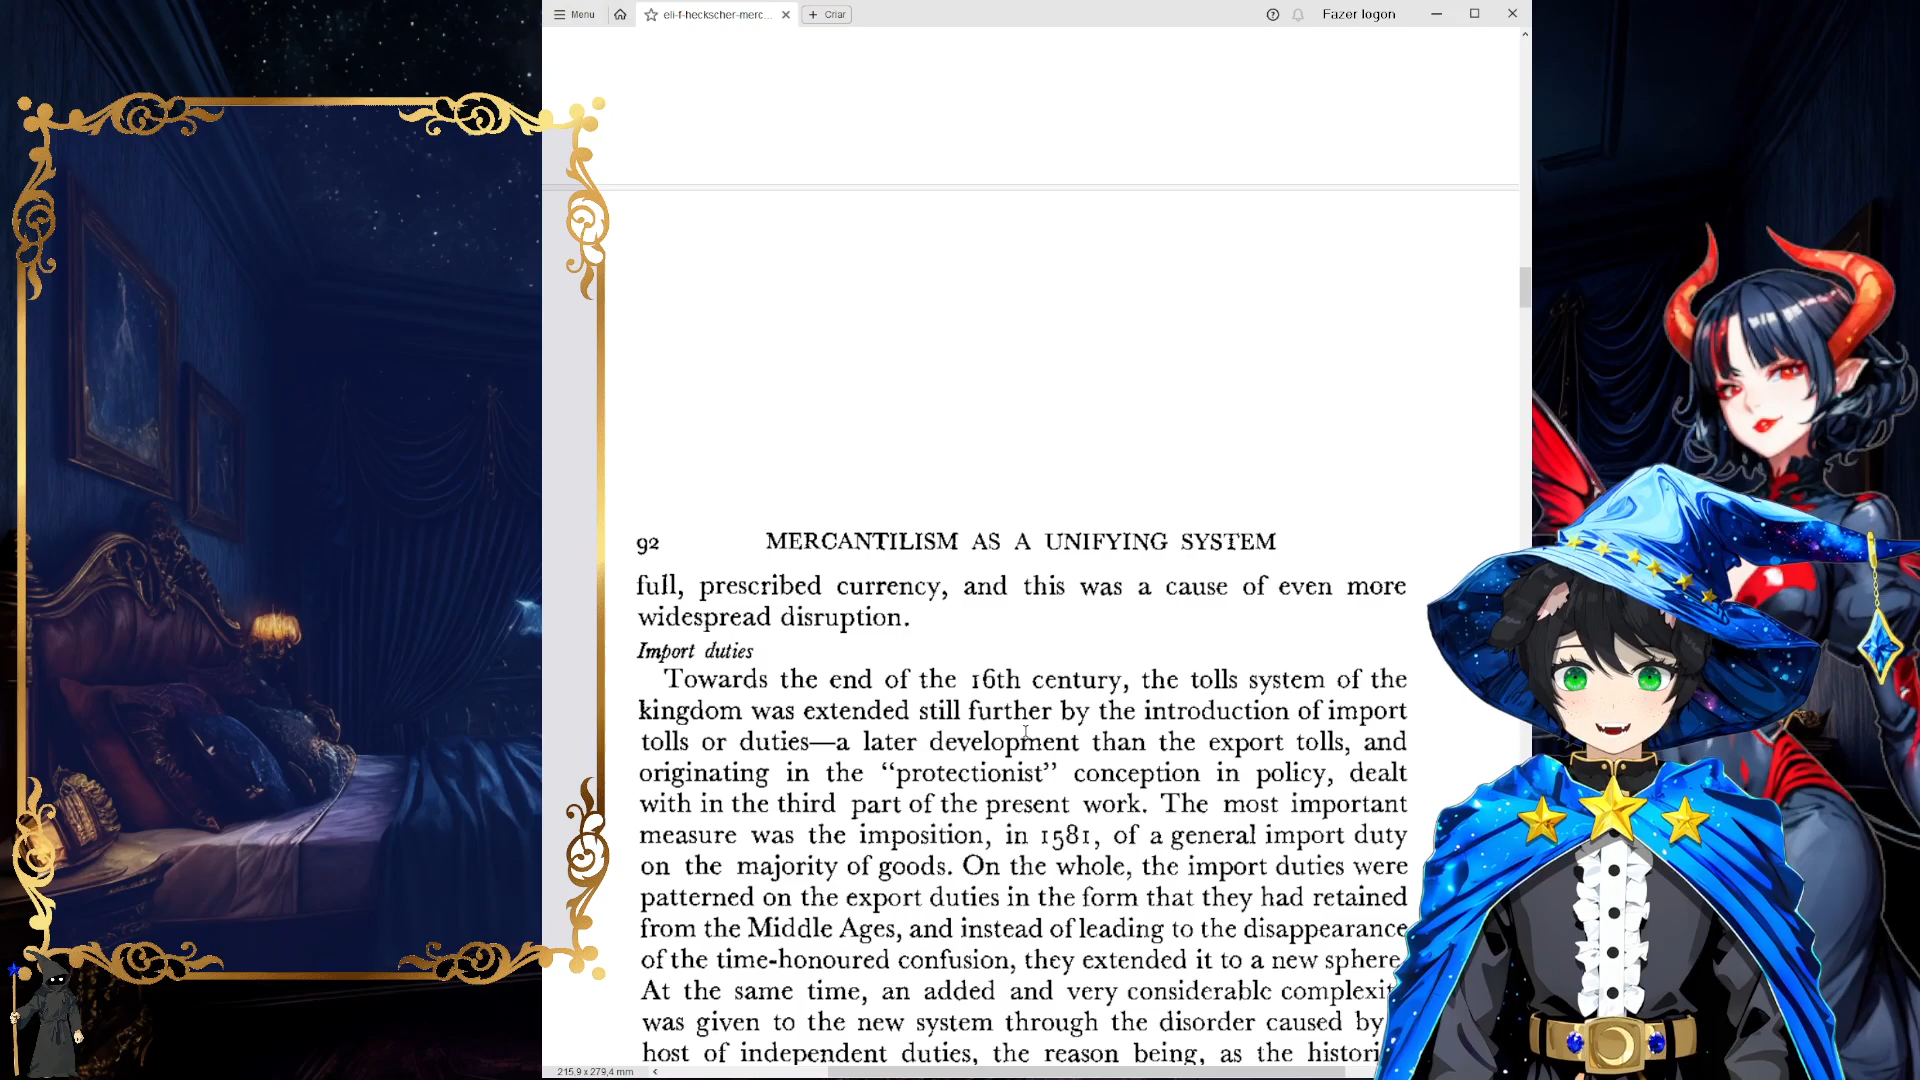 Menu
eli-f-heckscher-merc...
+ Criar
Fazer logon
92 MERCANTILISM AS A UNIFYING SYSTEM
full, prescribed currency, and this was a cause of even more
widespread disruption.
Import duties
Towards the end of the 16th century, the tolls system of the
kingdom was extended still further by the introduction of import
tolls or duties—a later development than the export tolls, and
originating in the “protectionist” conception in policy, dealt
with in the third part of the present work. The most important
measure was the imposition, in 1581, of a general import duty
on the majority of goods. On the whole, the import duties were
patterned on the export duties in the form that they had retained
from the Middle Ages, and instead of leading to the disappearance
of the time-honoured confusion, they extended it to a new sphere
At the same time, an added and very considerable complexit
was given to the new system through the disorder caused by
host of independent duties, the reason being, as the histori
215,9 x 279,4 mm